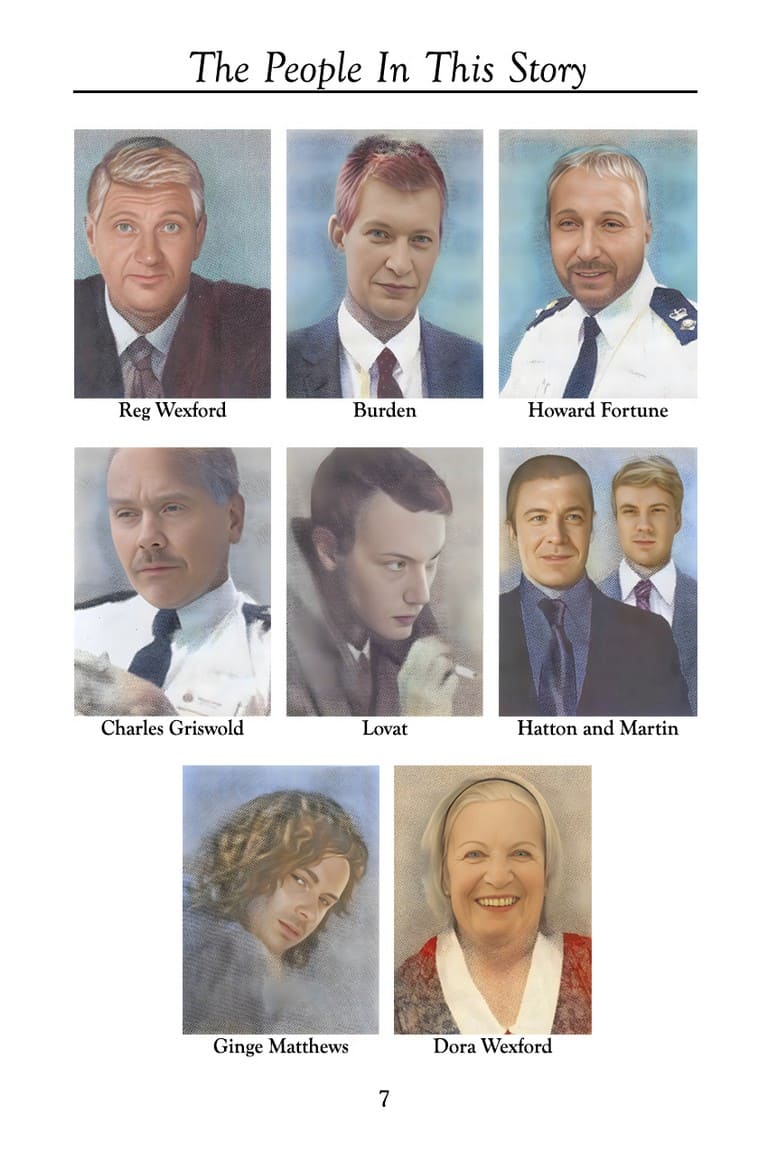 The People In This Story
Reg Wexford
Burden
Howard Fortune
Charles Griswold
Lovat
Hatton and Martin
Ginge Matthews
Dora Wexford
7